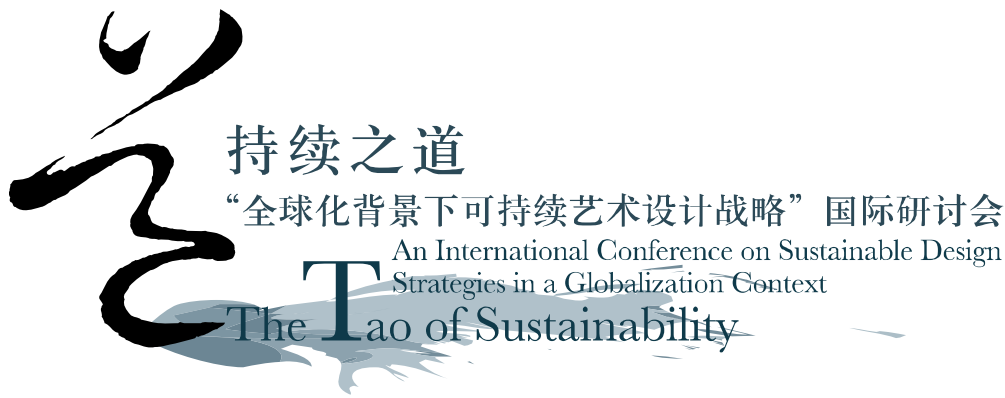 持续之道
“全球化背景下可持续艺术设计战略”国际研讨会
An International Conference on Sustainable Design
Strategies in a Globalization Context
The Tao of Sustainability